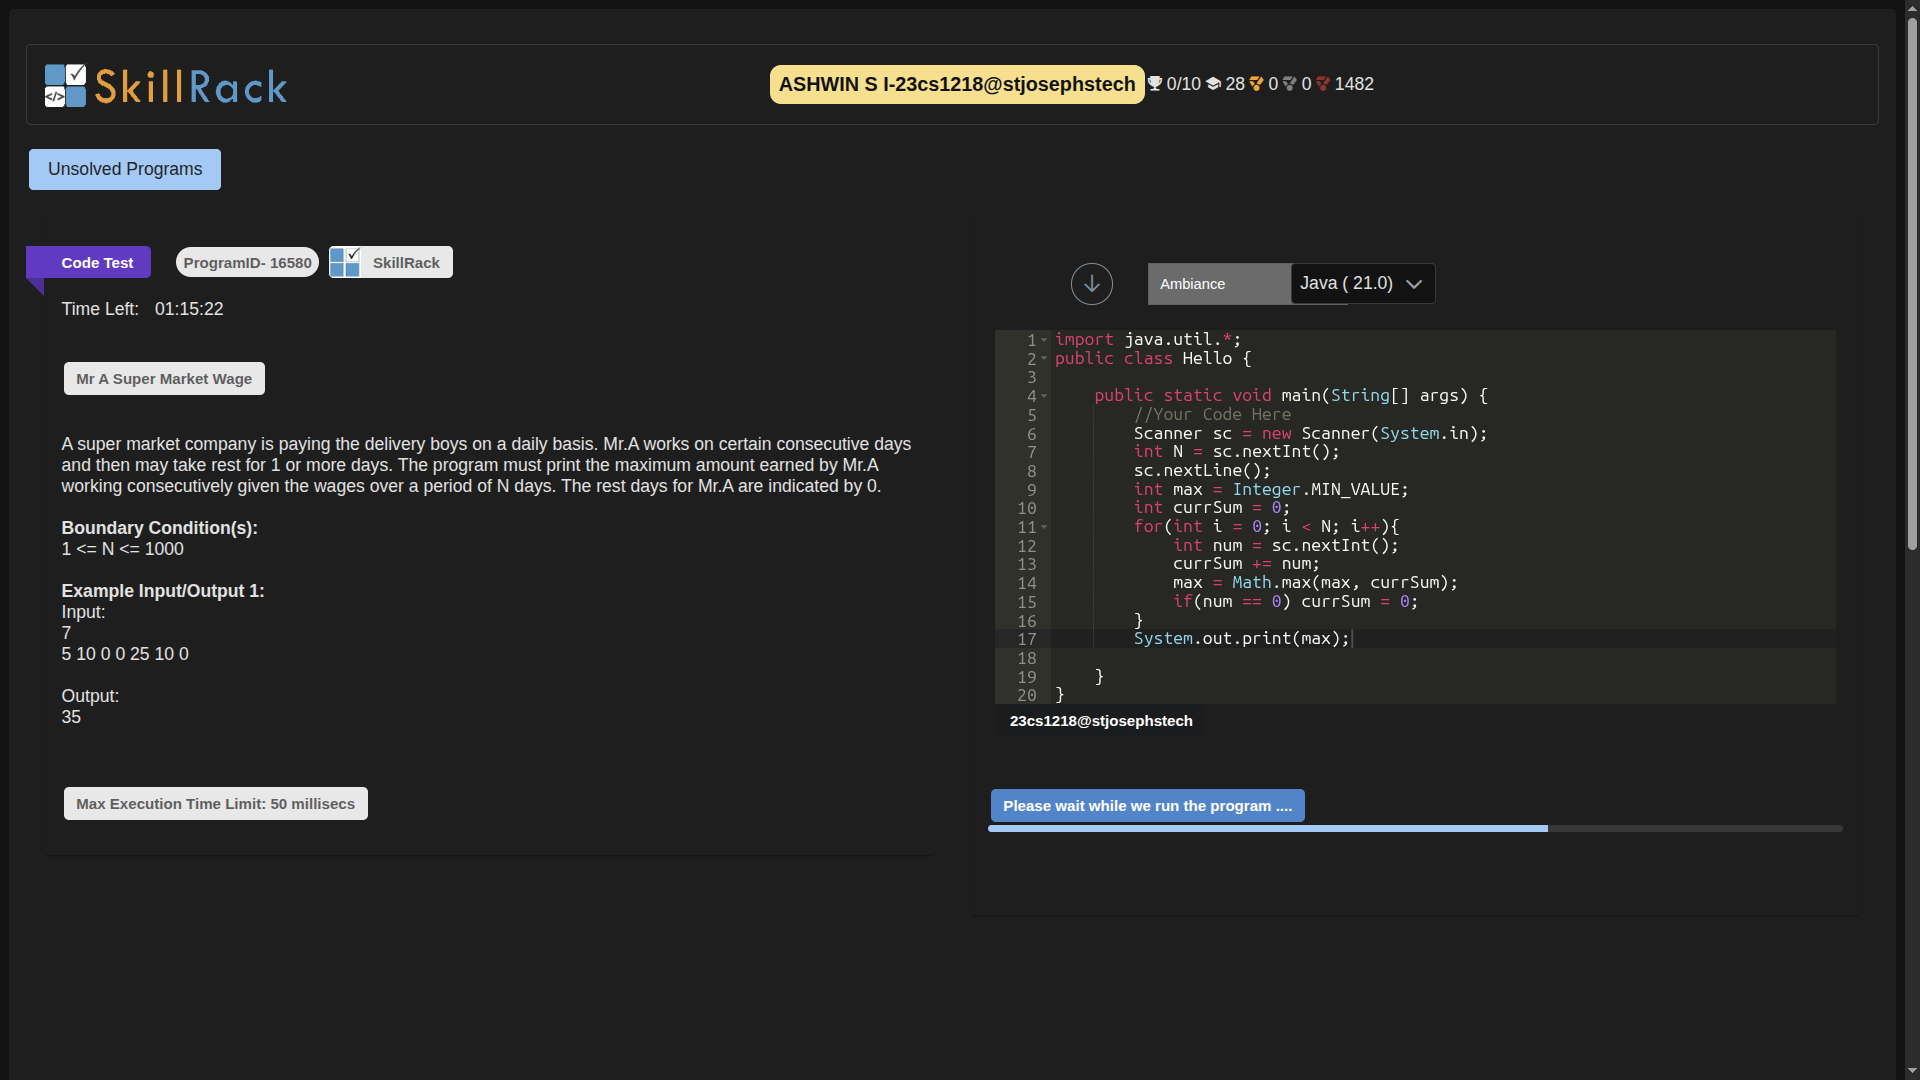 SkillRack
ASHWIN S I-23cs1218@stjosephstech 0/10 28 0 0 1482
Unsolved Programs
Code Test ProgramID- 16580 SkillRack
Time Left: 01:15:22
Mr A Super Market Wage
A super market company is paying the delivery boys on a daily basis. Mr.A works on certain consecutive days
and then may take rest for 1 or more days. The program must print the maximum amount earned by Mr.A
working consecutively given the wages over a period of N days. The rest days for Mr.A are indicated by 0.
Boundary Condition(s):
1 <= N <= 1000
Example Input/Output 1:
Input:
7
5 10 0 0 25 10 0
Output:
35
Max Execution Time Limit: 50 millisecs
Ambiance Java ( 21.0)
1 import java.util.*;
2 public class Hello {
3
4     public static void main(String[] args) {
5         //Your Code Here
6         Scanner sc = new Scanner(System.in);
7         int N = sc.nextInt();
8         sc.nextLine();
9         int max = Integer.MIN_VALUE;
10         int currSum = 0;
11         for(int i = 0; i < N; i++){
12             int num = sc.nextInt();
13             currSum += num;
14             max = Math.max(max, currSum);
15             if(num == 0) currSum = 0;
16         }
17         System.out.print(max);
18
19     }
20 }
23cs1218@stjosephstech
Please wait while we run the program ....